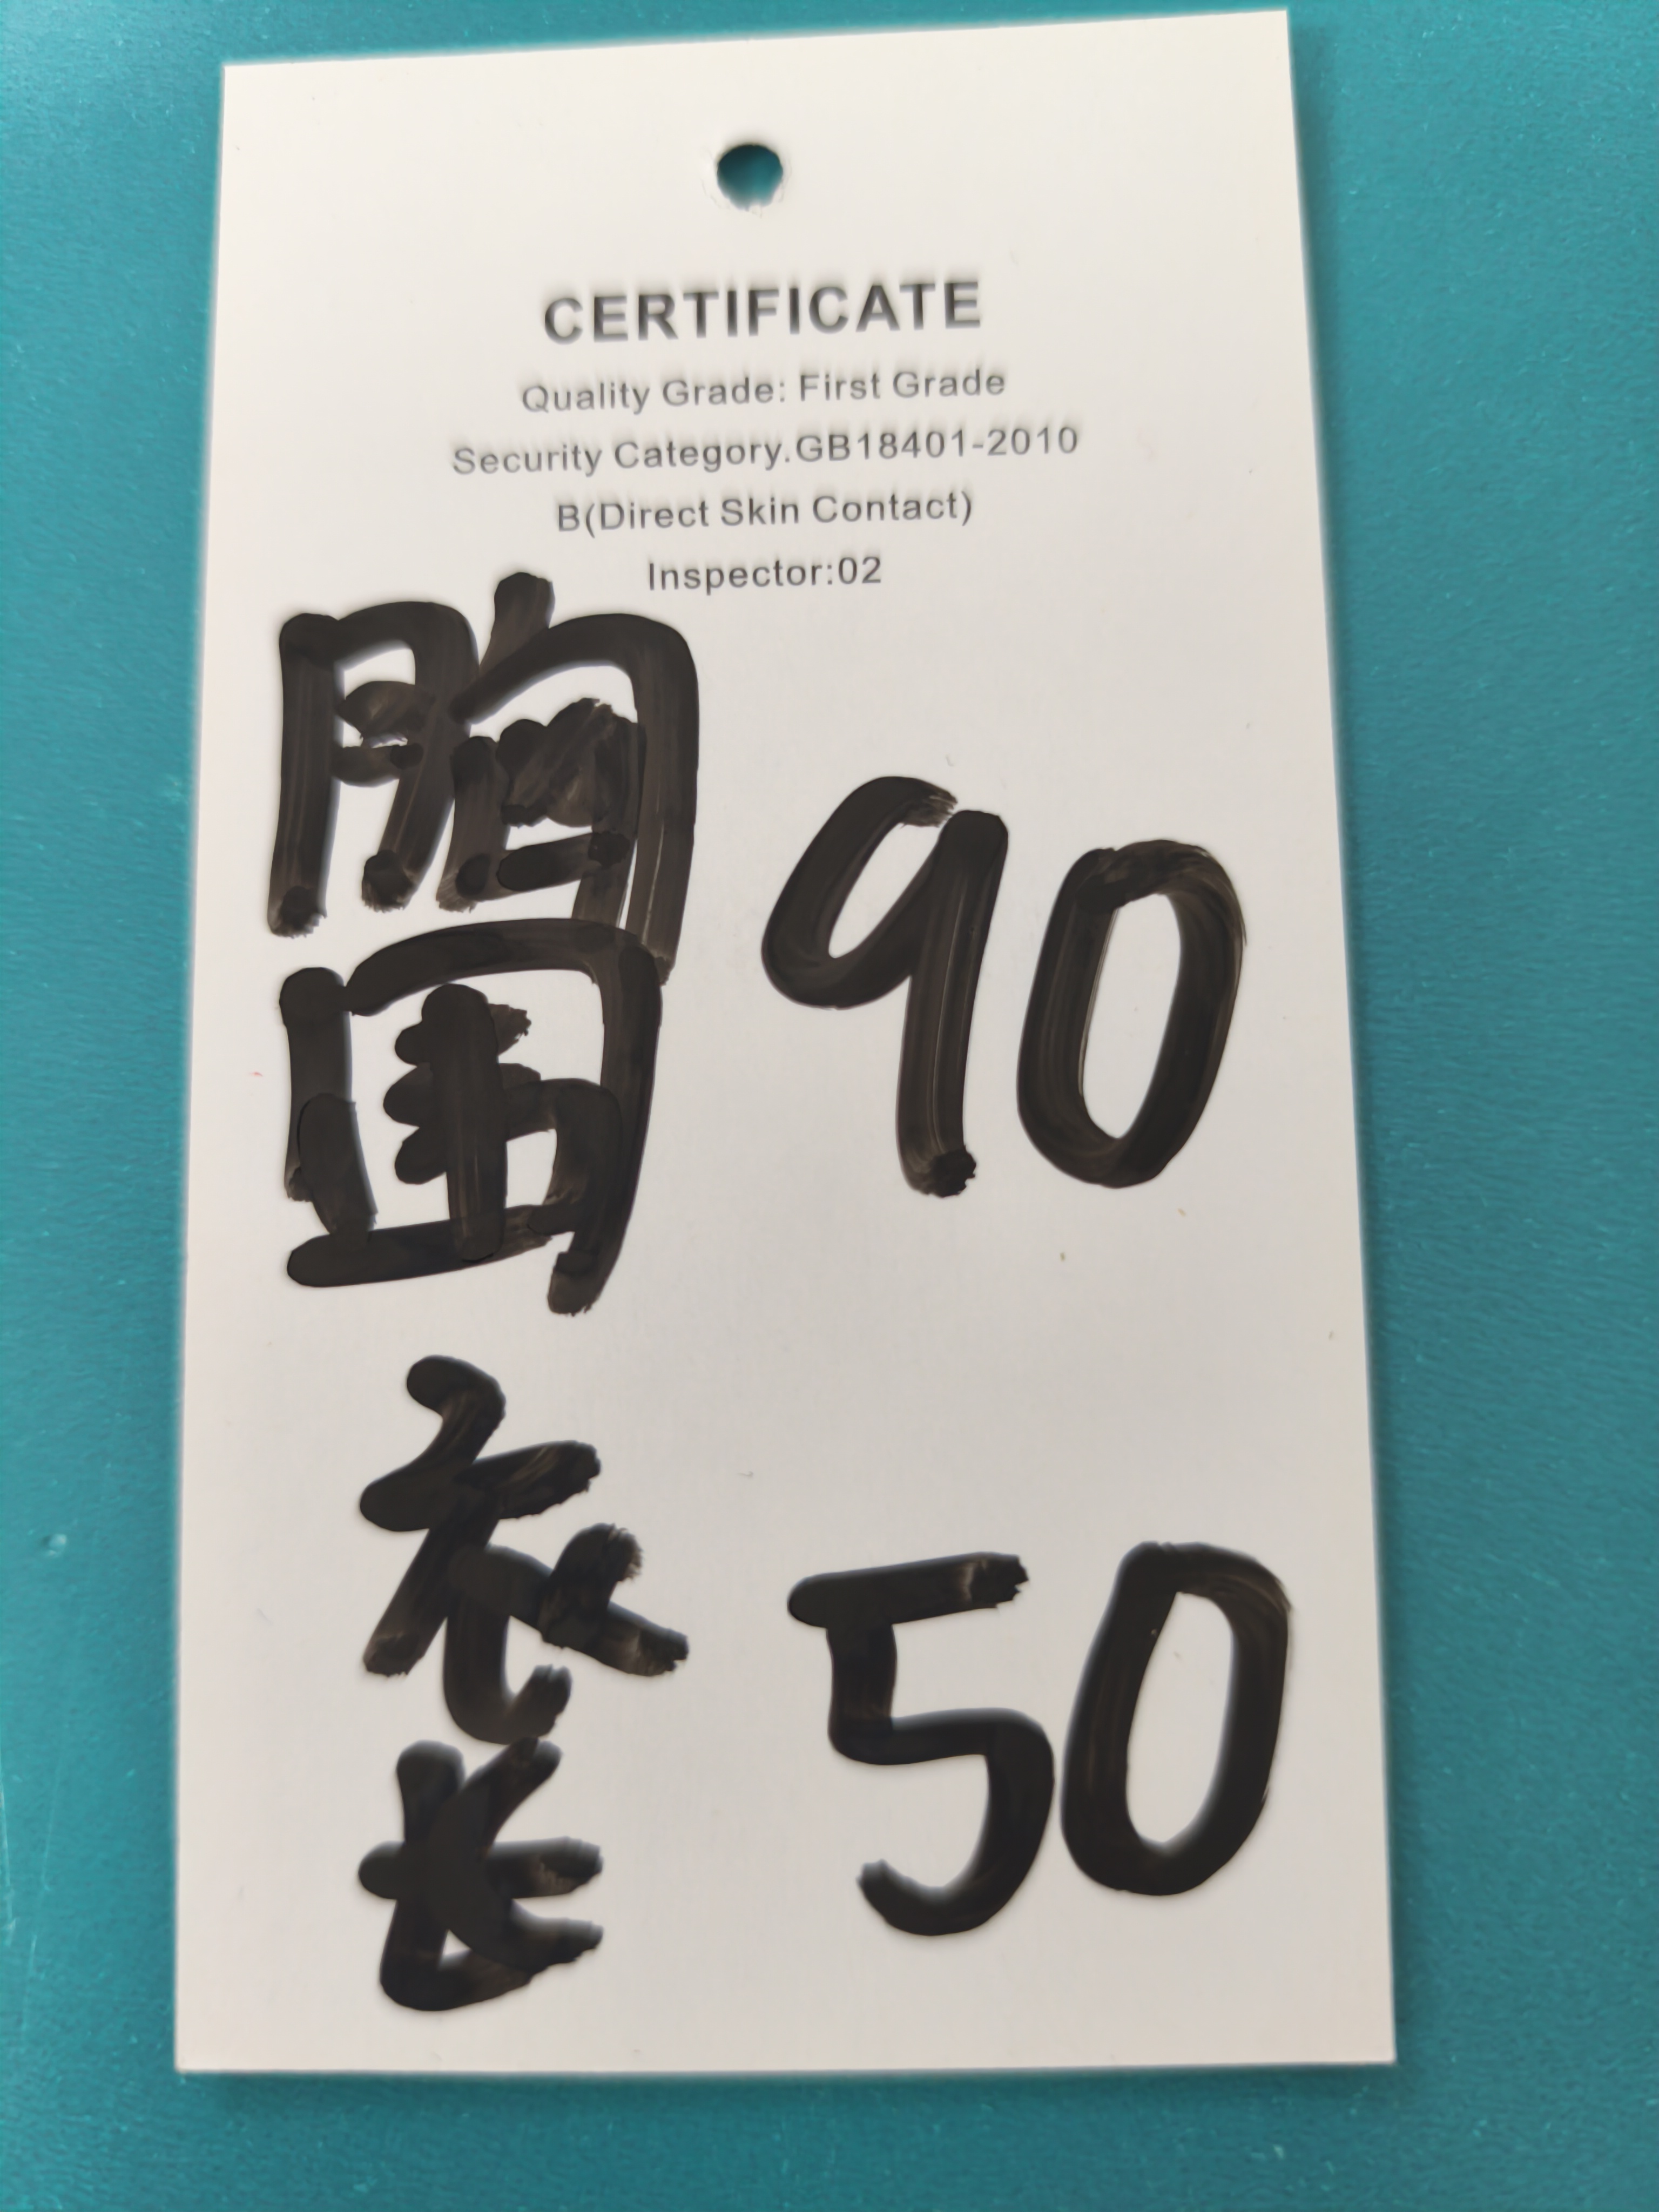 CERTIFICATE
Quality Grade: First Grade
Security Category.GB18401-2010
B(Direct Skin Contact)
Inspector:02
胸围 90
衣长 50